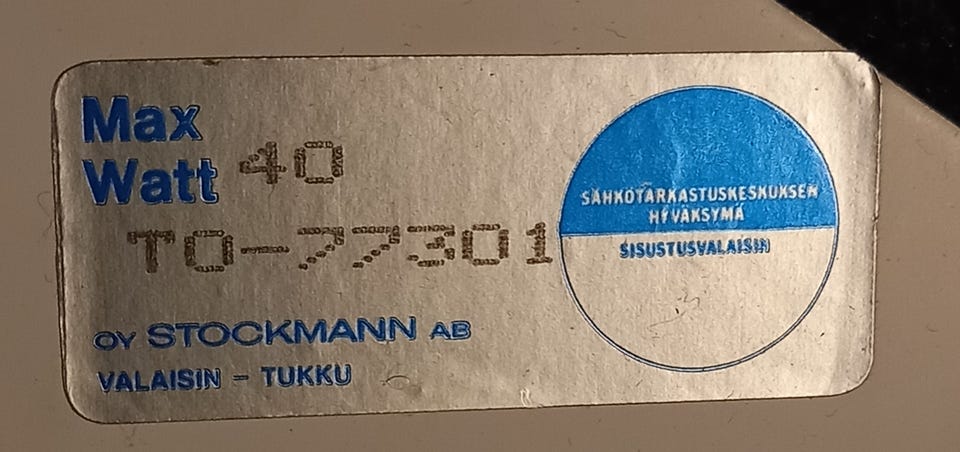 Max
Watt 40
TO-77301
OY STOCKMANN AB
VALAISIN - TUKKU
SÄHKÖTARKASTUSKESKUKSEN
HYVÄKSYMÄ
SISUSTUSVALAISIN